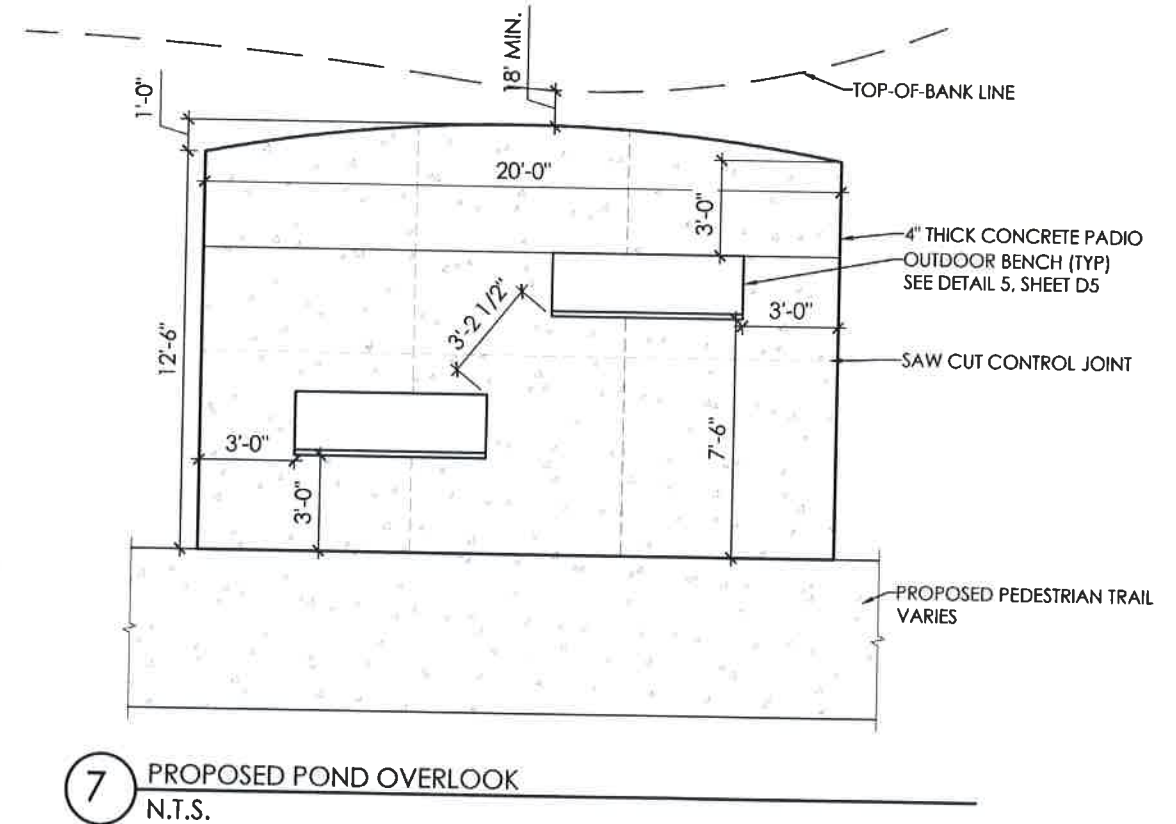 18' MIN.
1'-0"
TOP-OF-BANK LINE
20'-0"
3'-0"
4" THICK CONCRETE PADIO
OUTDOOR BENCH (TYP)
SEE DETAIL 5, SHEET D5
3'-0"
3'-2 1/2"
12'-6"
SAW CUT CONTROL JOINT
3'-0"
7'-6"
3'-0"
PROPOSED PEDESTRIAN TRAIL
VARIES
7 PROPOSED POND OVERLOOK
N.T.S.